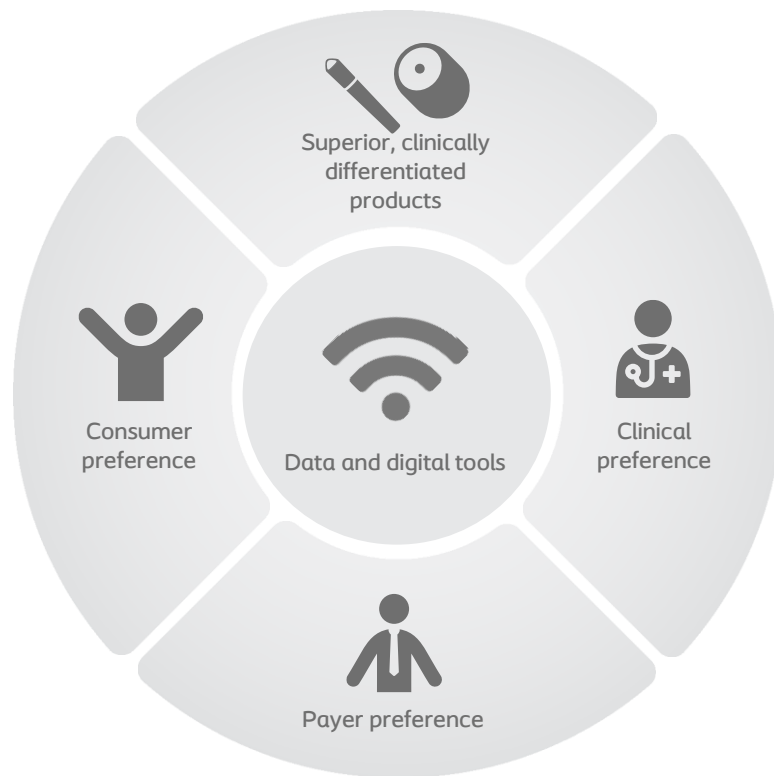 Superior, clinically
differentiated
products
Consumer
preference
Data and digital tools
Clinical
preference
Payer preference